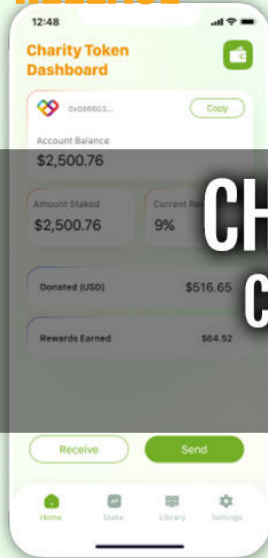 12:48
Charity Token
Dashboard
Copy
Account Balance
$2,500.76
Amount Staked
Current
$2,500.76
9%
CH
C
Donated (USD)
$516.65
Rewards Earned
$64.52
Receive
Send
Home
Stake
Library
Settings